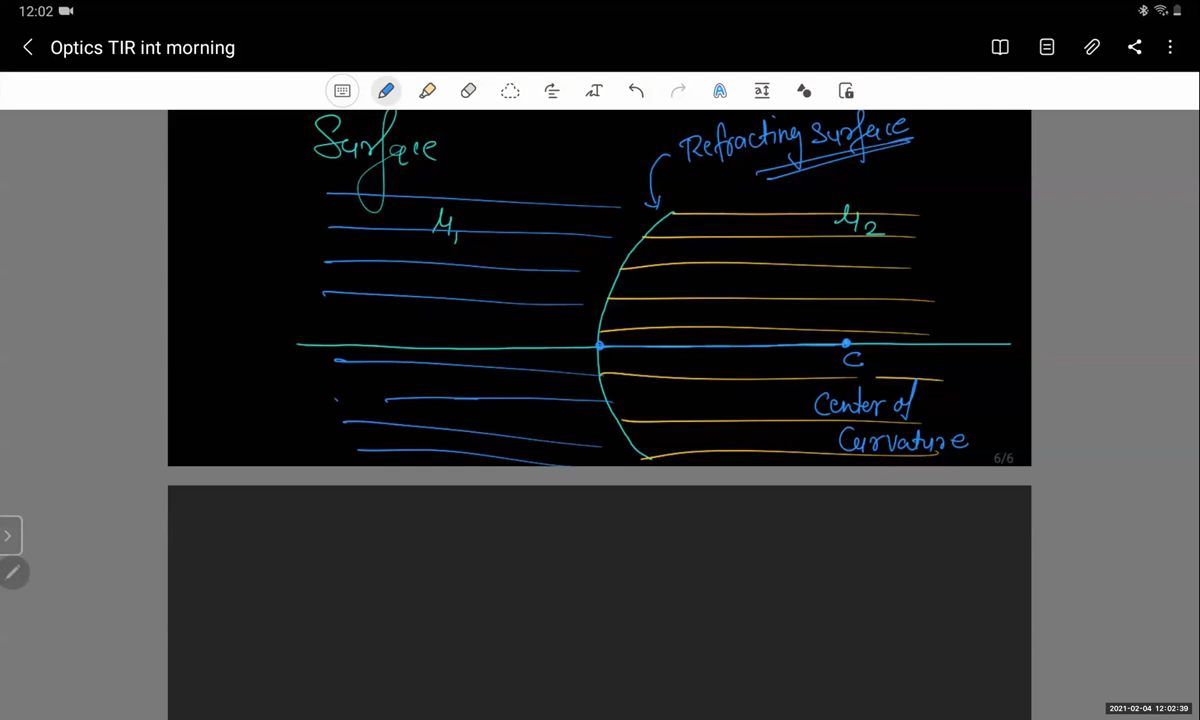 12:02
Optics TIR int morning
Surface
Refracting Surface
μ1
μ2
C
Center of
Curvature
6/6
2021-02-04 12:02:39